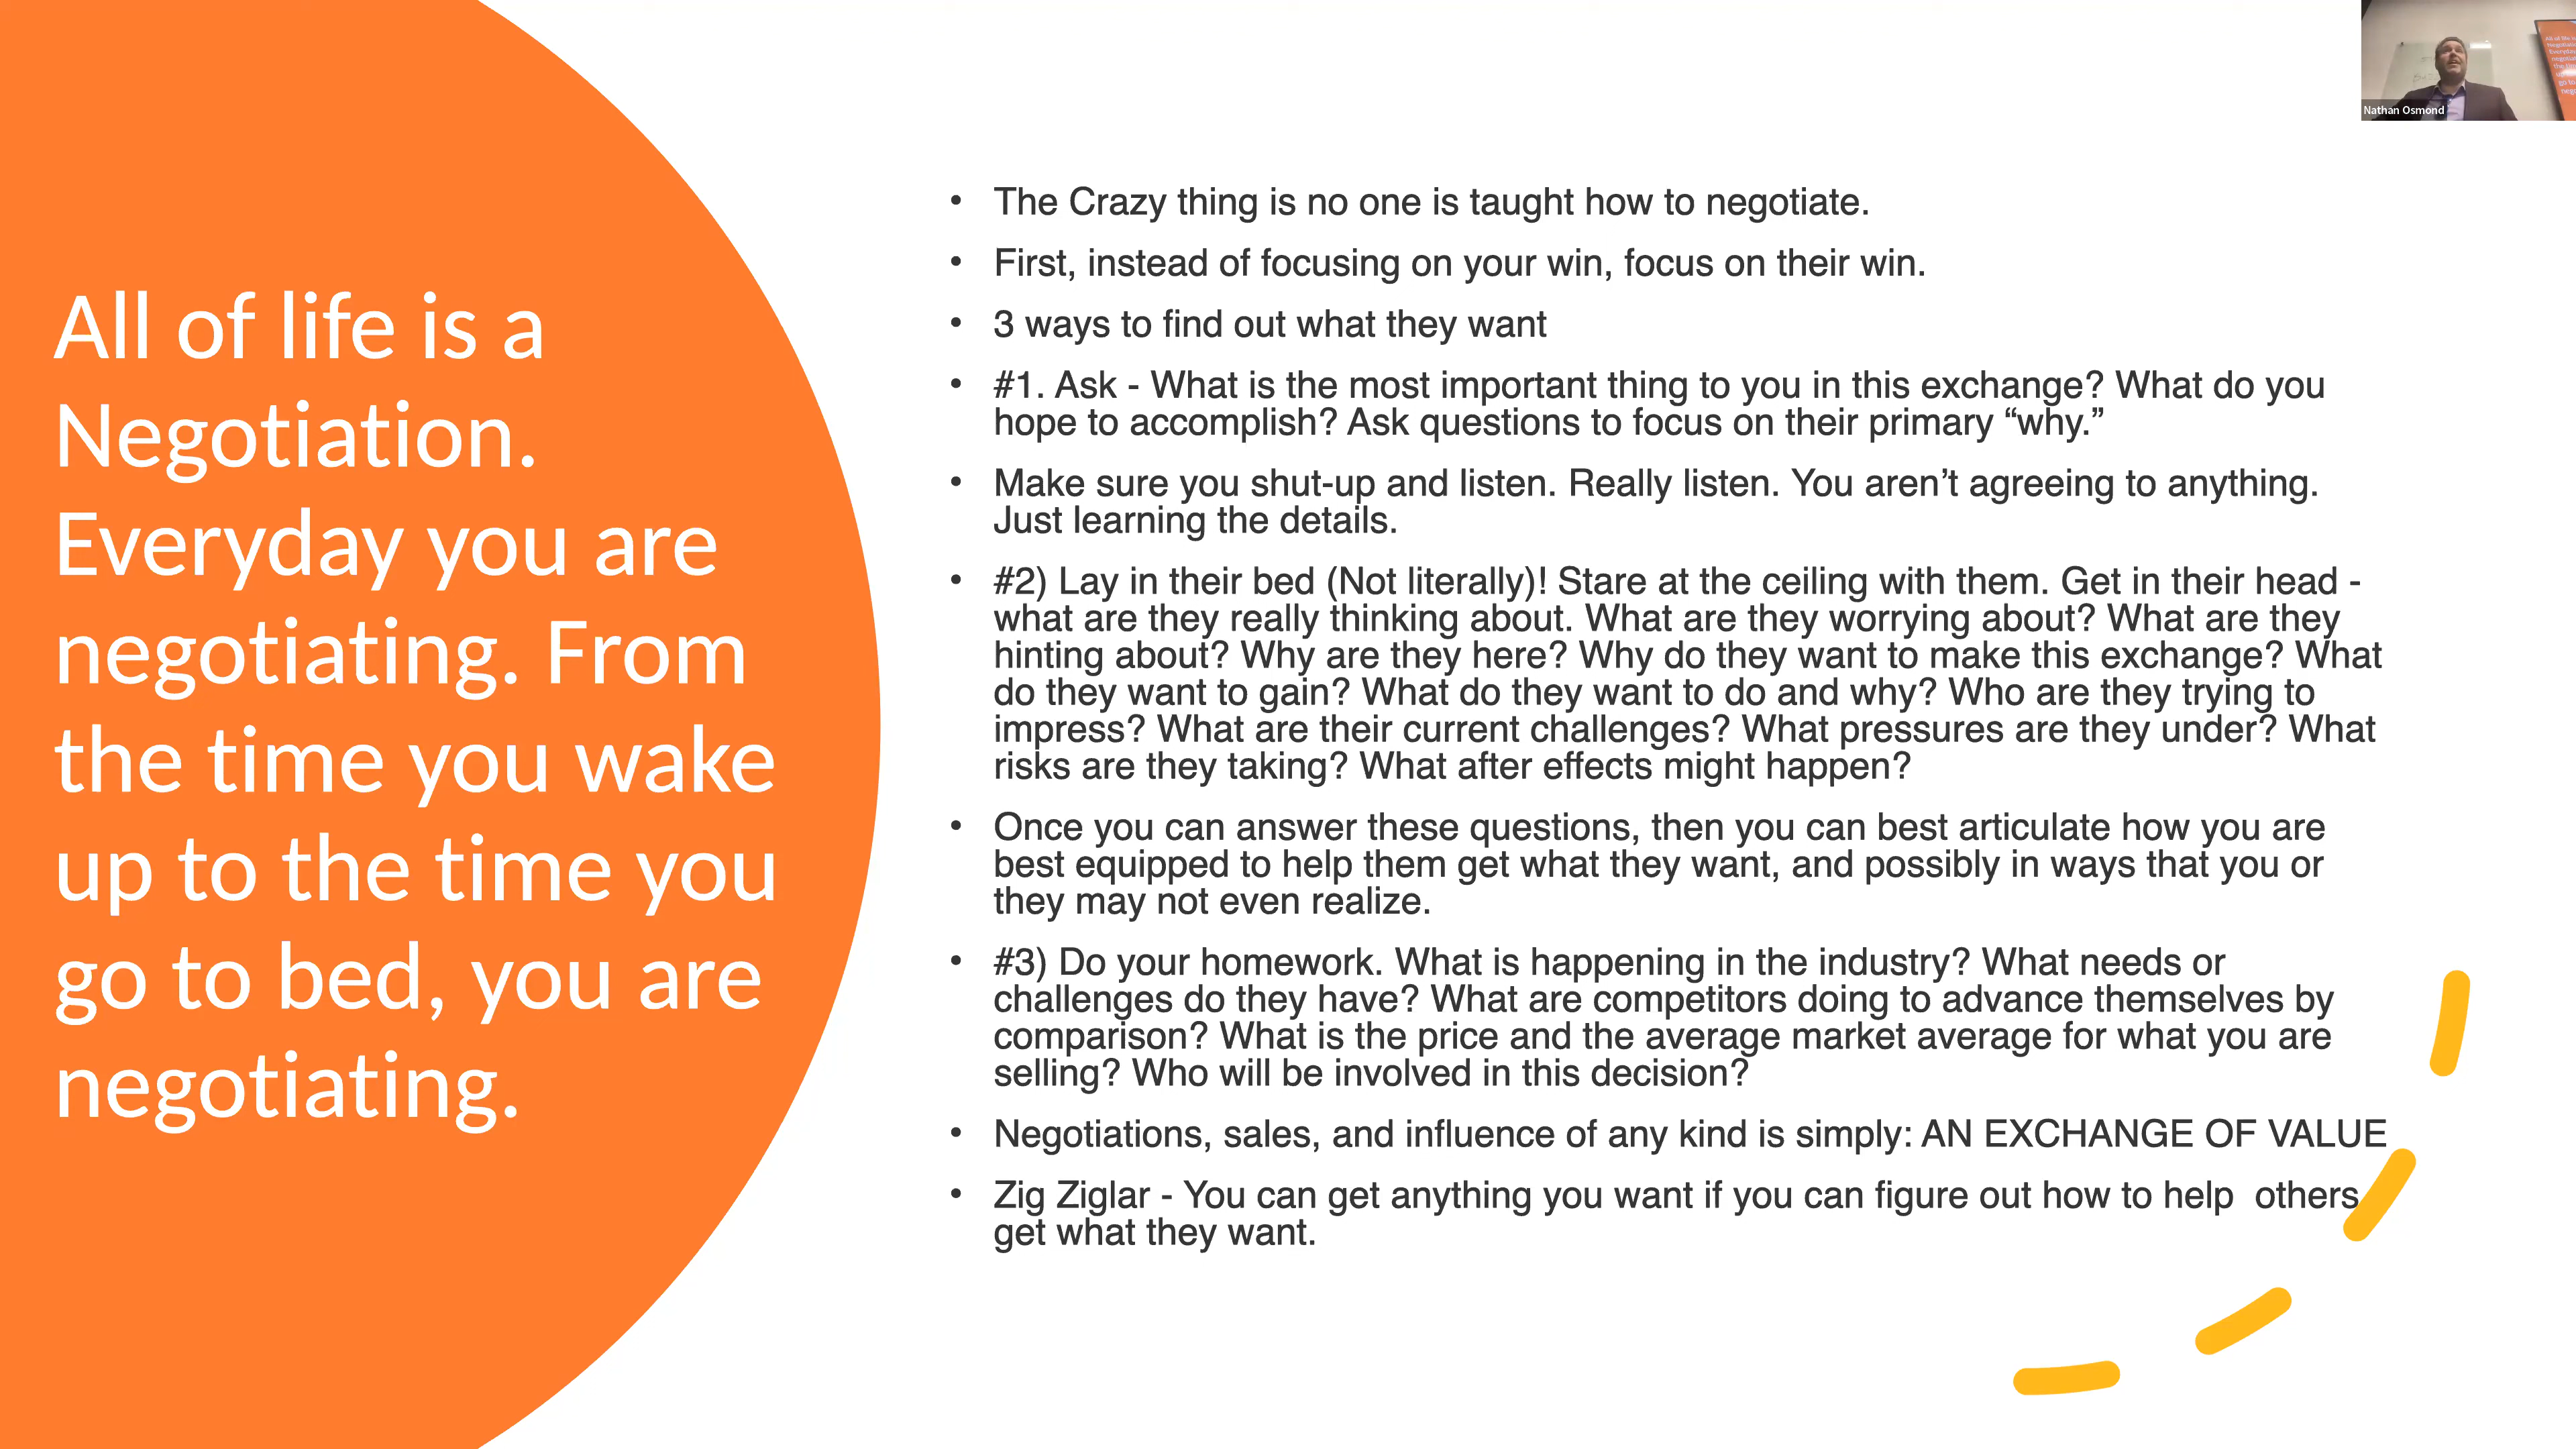 All of life is a
Negotiation.
Everyday you are
negotiating. From
the time you wake
up to the time you
go to bed, you are
negotiating.
• The Crazy thing is no one is taught how to negotiate.
• First, instead of focusing on your win, focus on their win.
• 3 ways to find out what they want
• #1. Ask - What is the most important thing to you in this exchange? What do you
hope to accomplish? Ask questions to focus on their primary “why.”
• Make sure you shut-up and listen. Really listen. You aren’t agreeing to anything.
Just learning the details.
• #2) Lay in their bed (Not literally)! Stare at the ceiling with them. Get in their head -
what are they really thinking about. What are they worrying about? What are they
hinting about? Why are they here? Why do they want to make this exchange? What
do they want to gain? What do they want to do and why? Who are they trying to
impress? What are their current challenges? What pressures are they under? What
risks are they taking? What after effects might happen?
• Once you can answer these questions, then you can best articulate how you are
best equipped to help them get what they want, and possibly in ways that you or
they may not even realize.
• #3) Do your homework. What is happening in the industry? What needs or
challenges do they have? What are competitors doing to advance themselves by
comparison? What is the price and the average market average for what you are
selling? Who will be involved in this decision?
• Negotiations, sales, and influence of any kind is simply: AN EXCHANGE OF VALUE
• Zig Ziglar - You can get anything you want if you can figure out how to help  others
get what they want.
Nathan Osmond